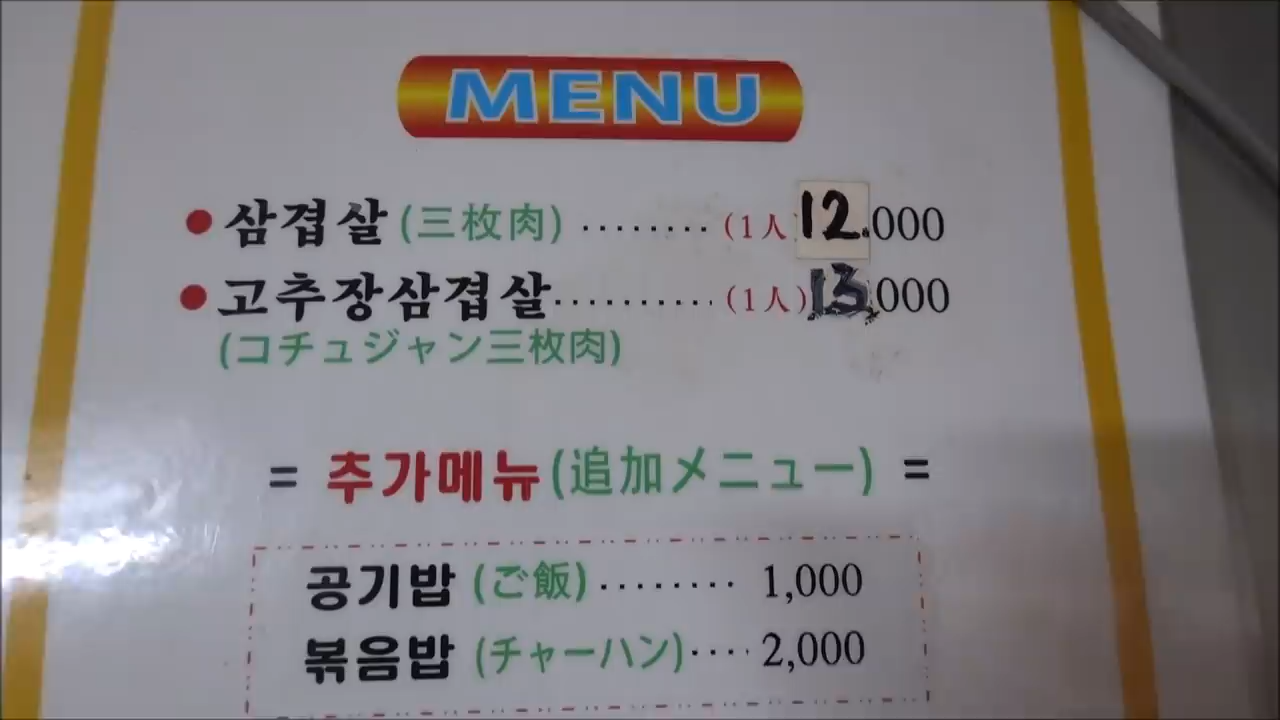 MENU
● 삼겹살 (三枚肉) ········ (1人 12.000
● 고추장삼겹살 ·········· (1人) 13,000
(コチュジャン三枚肉)
= 추가메뉴 (追加メニュー) =
공기밥 (ご飯) ········ 1,000
볶음밥 (チャーハン) ···· 2,000